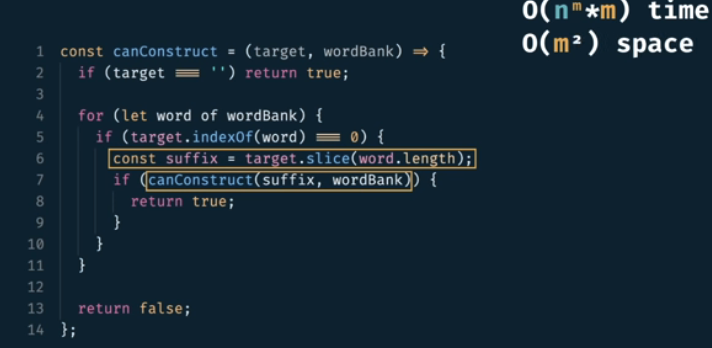 O(nᵐ*m) time
O(m²) space
1 const canConstruct = (target, wordBank) => {
2 if (target === '') return true;
3
4 for (let word of wordBank) {
5 if (target.indexOf(word) === 0) {
6 const suffix = target.slice(word.length);
7 if (canConstruct(suffix, wordBank)) {
8 return true;
9 }
10 }
11 }
12
13 return false;
14 };